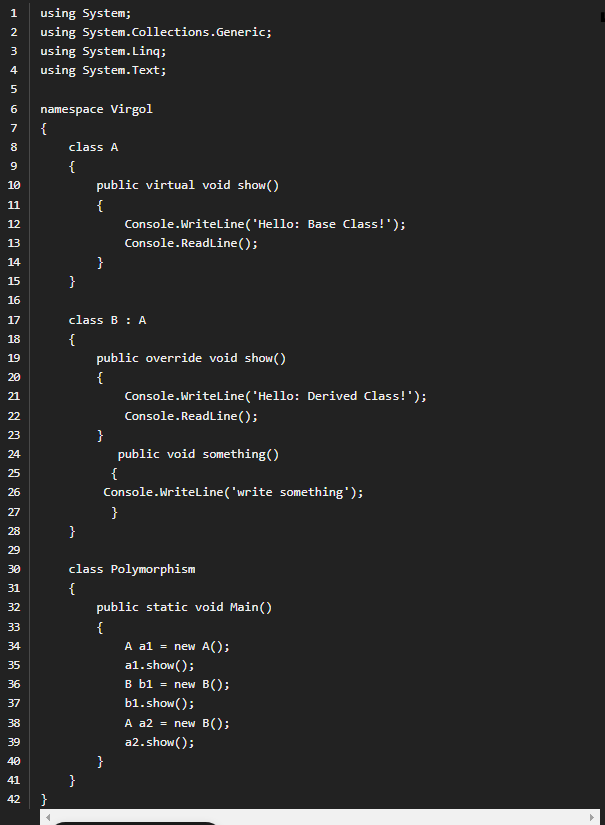 1 using System;
2 using System.Collections.Generic;
3 using System.Linq;
4 using System.Text;
5
6 namespace Virgol
7 {
8     class A
9     {
10         public virtual void show()
11         {
12             Console.WriteLine('Hello: Base Class!');
13             Console.ReadLine();
14         }
15     }
16
17     class B : A
18     {
19         public override void show()
20         {
21             Console.WriteLine('Hello: Derived Class!');
22             Console.ReadLine();
23         }
24            public void something()
25           {
26          Console.WriteLine('write something');
27           }
28     }
29
30     class Polymorphism
31     {
32         public static void Main()
33         {
34             A a1 = new A();
35             a1.show();
36             B b1 = new B();
37             b1.show();
38             A a2 = new B();
39             a2.show();
40         }
41     }
42 }